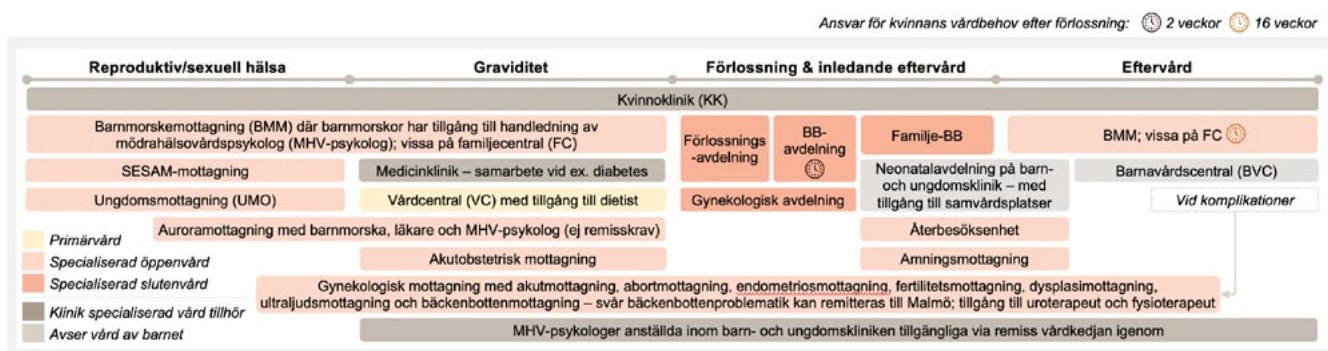 Ansvar för kvinnans vårdbehov efter förlossning: 2 veckor 16 veckor
Reproduktiv/sexuell hälsa
Graviditet
Förlossning & inledande eftervård
Eftervård
Kvinnoklinik (KK)
Barnmorskemottagning (BMM) där barnmorskor har tillgång till handledning av
mödrahälsovårdspsykolog (MHV-psykolog); vissa på familjecentral (FC)
Förlossnings
-avdelning
BB-
avdelning
Familje-BB
BMM; vissa på FC
SESAM-mottagning
Medicinklinik – samarbete vid ex. diabetes
Neonatalavdelning på barn-
och ungdomsklinik – med
tillgång till samvårdsplatser
Barnavårdscentral (BVC)
Ungdomsmottagning (UMO)
Vårdcentral (VC) med tillgång till dietist
Gynekologisk avdelning
Vid komplikationer
Auroramottagning med barnmorska, läkare och MHV-psykolog (ej remisskrav)
Återbesöksenhet
Primärvård
Specialiserad öppenvård
Specialiserad slutenvård
Klinik specialiserad vård tillhör
Avser vård av barnet
Akutobstetrisk mottagning
Amningsmottagning
Gynekologisk mottagning med akutmottagning, abortmottagning, endometriosmottagning, fertilitetsmottagning, dysplasimottagning,
ultraljudsmottagning och bäckenbottenmottagning – svår bäckenbottenproblematik kan remitteras till Malmö; tillgång till uroterapeut och fysioterapeut
MHV-psykologer anställda inom barn- och ungdomskliniken tillgängliga via remiss vårdkedjan igenom